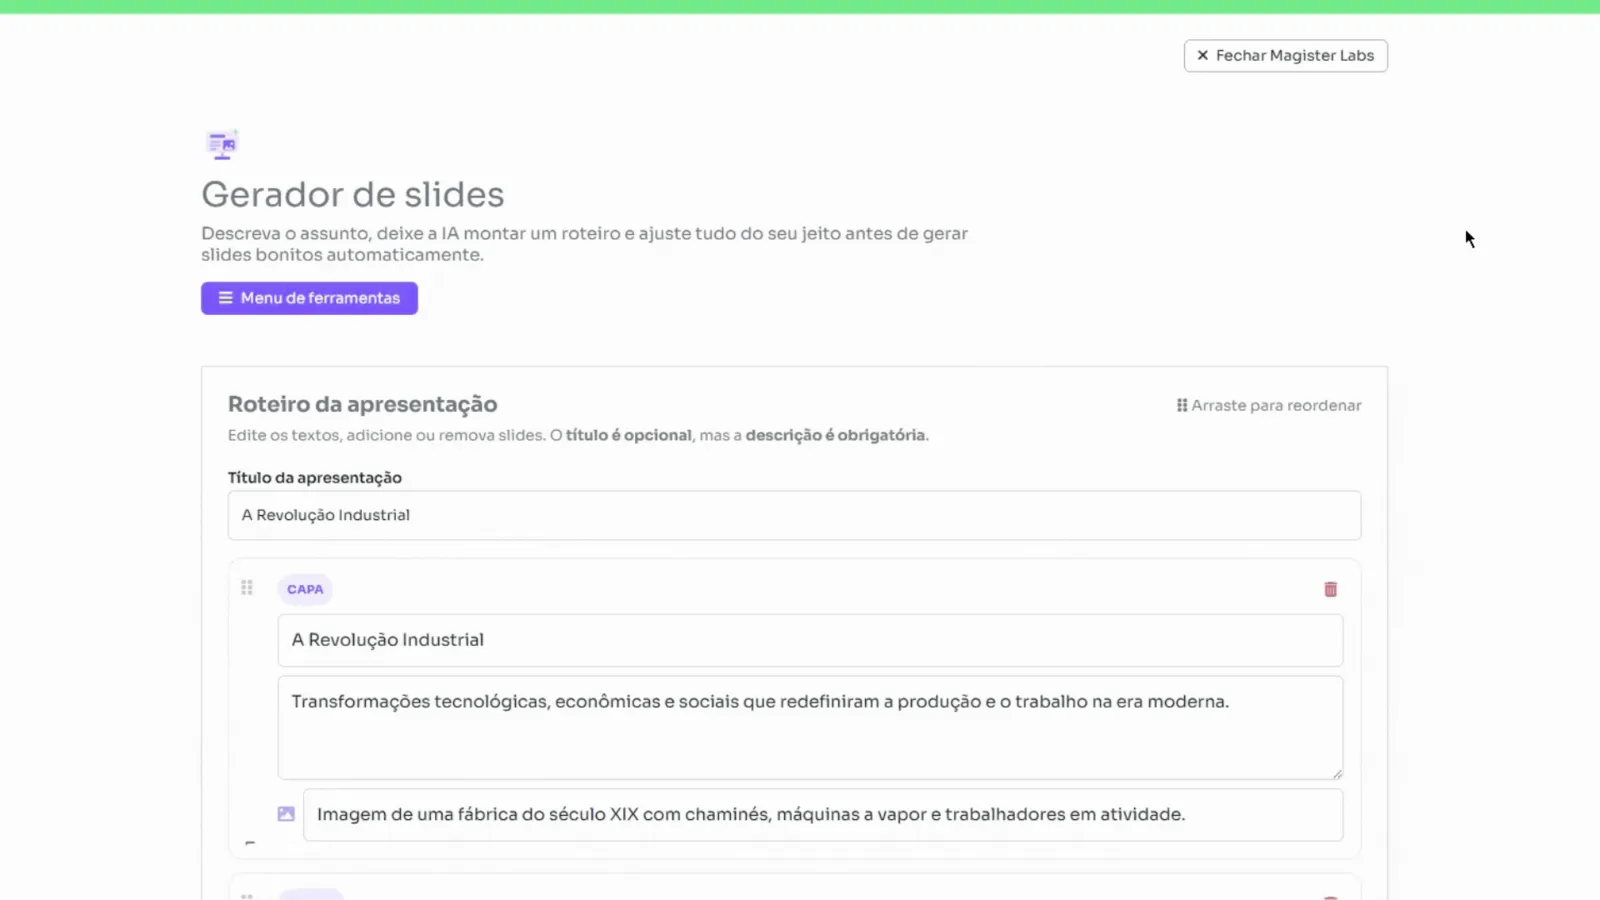 Fechar Magister Labs
Gerador de slides
Descreva o assunto, deixe a IA montar um roteiro e ajuste tudo do seu jeito antes de gerar
slides bonitos automaticamente.
Menu de ferramentas
Roteiro da apresentação
Arraste para reordenar
Edite os textos, adicione ou remova slides. O título é opcional, mas a descrição é obrigatória.
Título da apresentação
A Revolução Industrial
CAPA
A Revolução Industrial
Transformações tecnológicas, econômicas e sociais que redefiniram a produção e o trabalho na era moderna.
Imagem de uma fábrica do século XIX com chaminés, máquinas a vapor e trabalhadores em atividade.